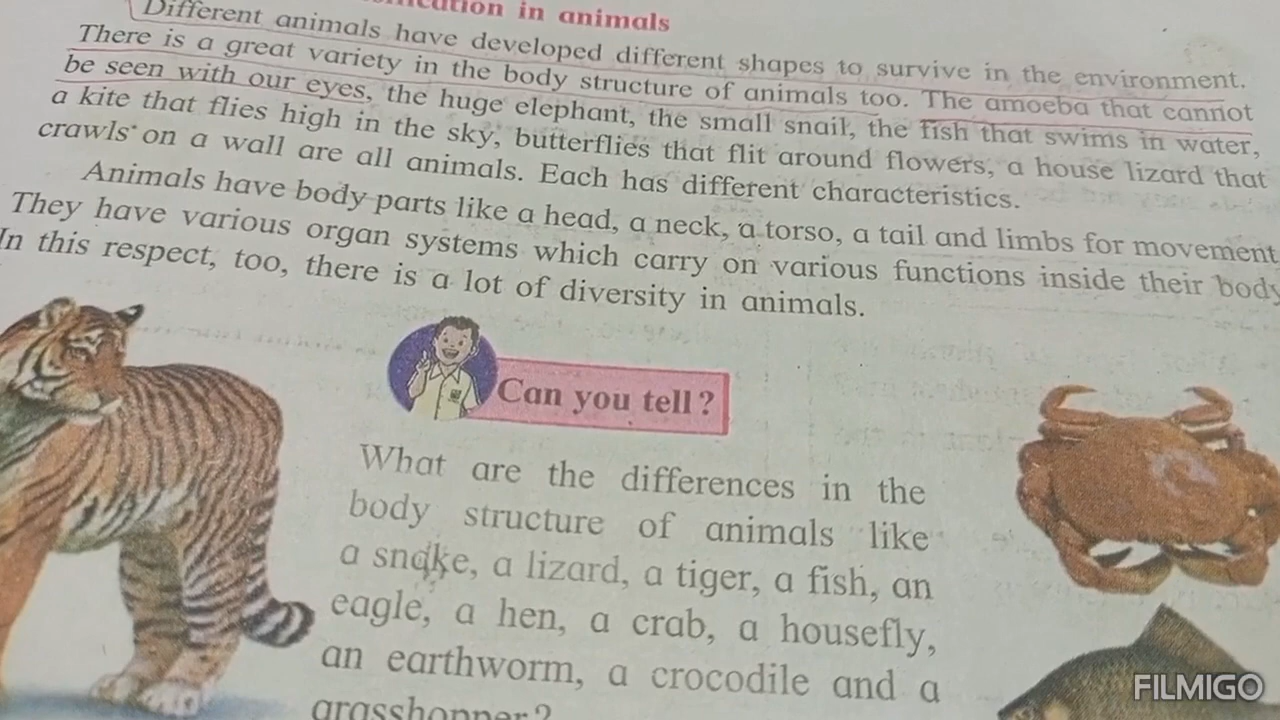 in animals
Different animals have developed different shapes to survive in the environment.
There is a great variety in the body structure of animals too. The amoeba that cannot
be seen with our eyes, the huge elephant, the small snail, the fish that swims in water,
a kite that flies high in the sky, butterflies that flit around flowers, a house lizard that
crawls on a wall are all animals. Each has different characteristics.
Animals have body parts like a head, a neck, a torso, a tail and limbs for movement
They have various organ systems which carry on various functions inside their body
In this respect, too, there is a lot of diversity in animals.
Can you tell?
What are the differences in the
body structure of animals like
a snake, a lizard, a tiger, a fish, an
eagle, a hen, a crab, a housefly,
an earthworm, a crocodile and a
grasshopper?
FILMIGO